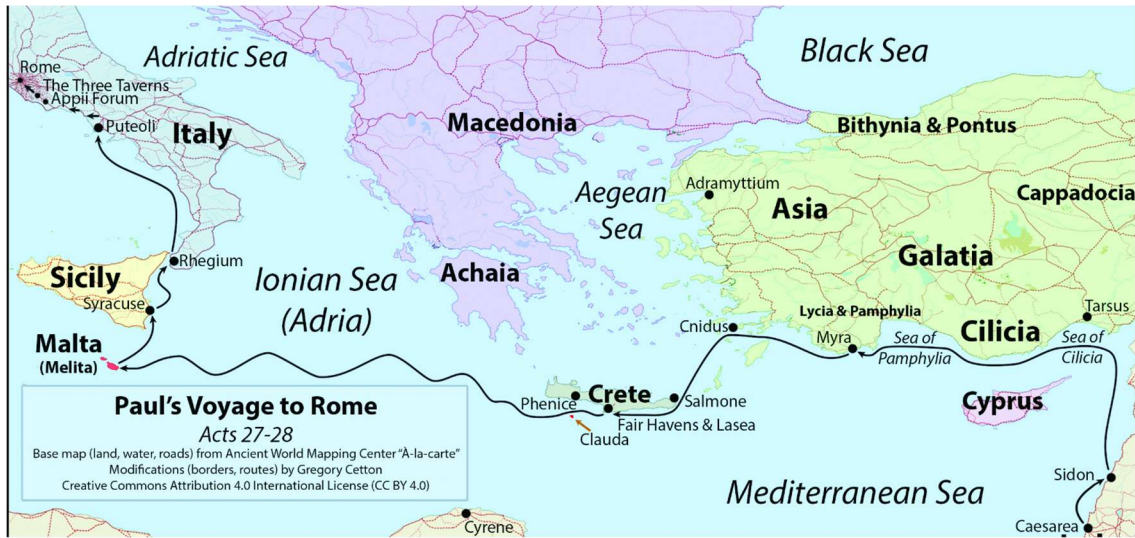 Adriatic Sea
Black Sea
Rome
The Three Taverns
Appii Forum
Puteoli
Italy
Macedonia
Bithynia & Pontus
Aegean
Sea
Adramyttium
Asia
Cappadocia
Galatia
Sicily
Rhegium
Ionian Sea
(Adria)
Achaia
Syracuse
Lycia & Pamphylia
Tarsus
Cnidus
Myra
Sea of
Pamphylia
Cilicia
Sea of
Cilicia
Malta
(Melita)
Crete
Phenice
Salmone
Fair Havens & Lasea
Clauda
Cyprus
Paul's Voyage to Rome
Acts 27-28
Base map (land, water, roads) from Ancient World Mapping Center "À-la-carte"
Modifications (borders, routes) by Gregory Cetton
Creative Commons Attribution 4.0 International License (CC BY 4.0)
Mediterranean Sea
Sidon
Caesarea
Cyrene